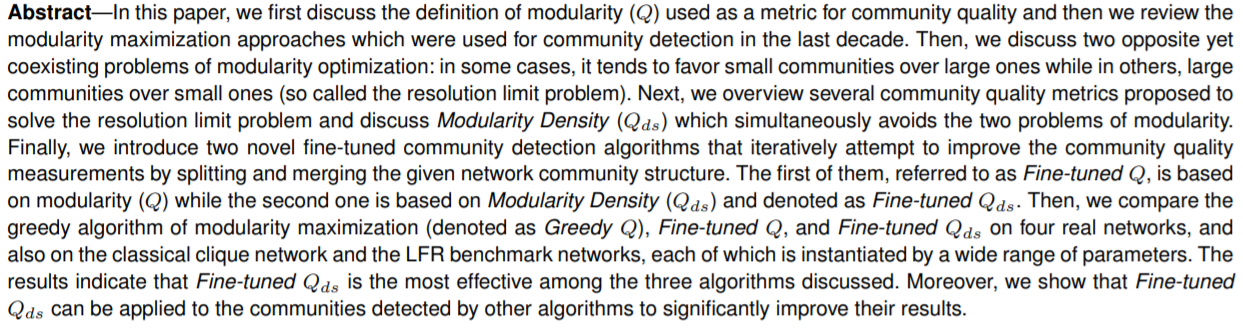 Abstract—In this paper, we first discuss the definition of modularity (Q) used as a metric for community quality and then we review the
modularity maximization approaches which were used for community detection in the last decade. Then, we discuss two opposite yet
coexisting problems of modularity optimization: in some cases, it tends to favor small communities over large ones while in others, large
communities over small ones (so called the resolution limit problem). Next, we overview several community quality metrics proposed to
solve the resolution limit problem and discuss Modularity Density (Qds) which simultaneously avoids the two problems of modularity.
Finally, we introduce two novel fine-tuned community detection algorithms that iteratively attempt to improve the community quality
measurements by splitting and merging the given network community structure. The first of them, referred to as Fine-tuned Q, is based
on modularity (Q) while the second one is based on Modularity Density (Qds) and denoted as Fine-tuned Qds. Then, we compare the
greedy algorithm of modularity maximization (denoted as Greedy Q), Fine-tuned Q, and Fine-tuned Qds on four real networks, and
also on the classical clique network and the LFR benchmark networks, each of which is instantiated by a wide range of parameters. The
results indicate that Fine-tuned Qds is the most effective among the three algorithms discussed. Moreover, we show that Fine-tuned
Qds can be applied to the communities detected by other algorithms to significantly improve their results.